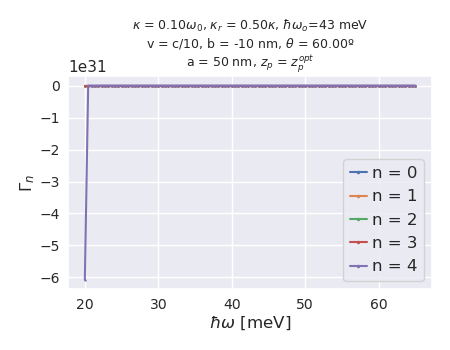 κ = 0.10ω₀, κᵣ = 0.50κ, ħωₒ=43 meV
v = c/10, b = -10 nm, θ = 60.00º
a = 50 nm, zₚ = zₚᵒᵖᵗ
1e31
0
−1
−2
−3
−4
−5
−6
Γₙ
n = 0
n = 1
n = 2
n = 3
n = 4
20 30 40 50 60
ħω [meV]